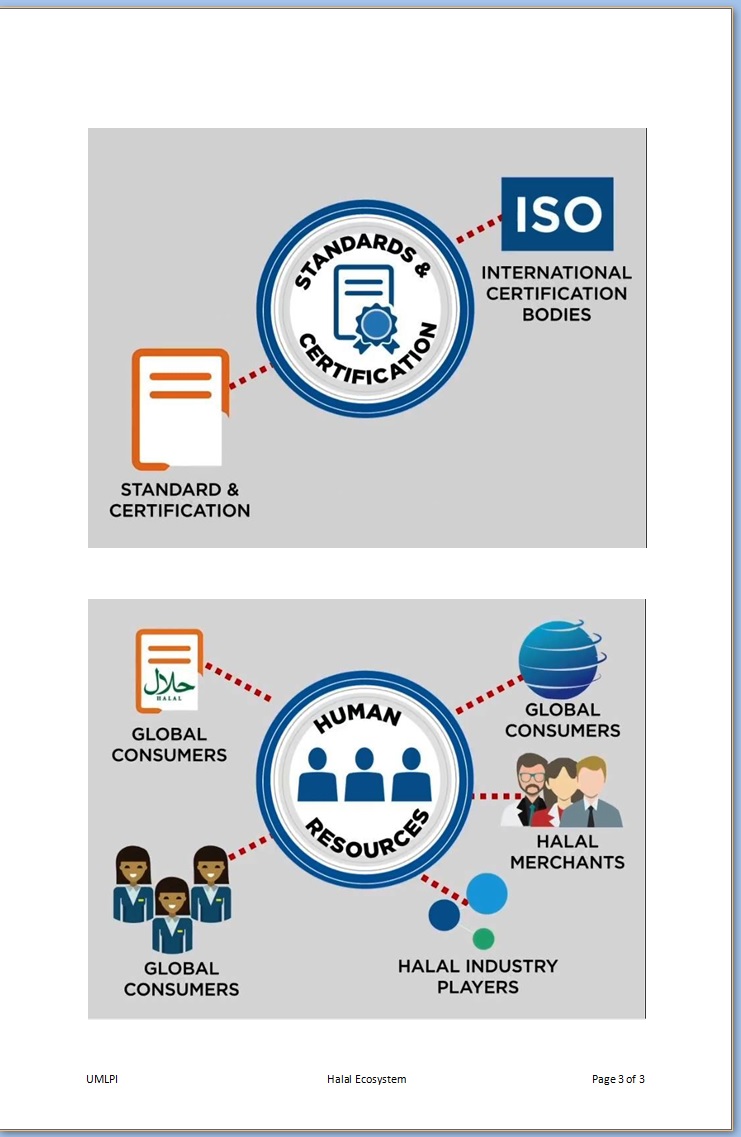 STANDARDS &
CERTIFICATION
ISO
INTERNATIONAL
CERTIFICATION
BODIES
STANDARD &
CERTIFICATION
حلال
HALAL
GLOBAL
CONSUMERS
HUMAN
RESOURCES
GLOBAL
CONSUMERS
HALAL
MERCHANTS
GLOBAL
CONSUMERS
HALAL INDUSTRY
PLAYERS
UMLPI Halal Ecosystem Page 3 of 3